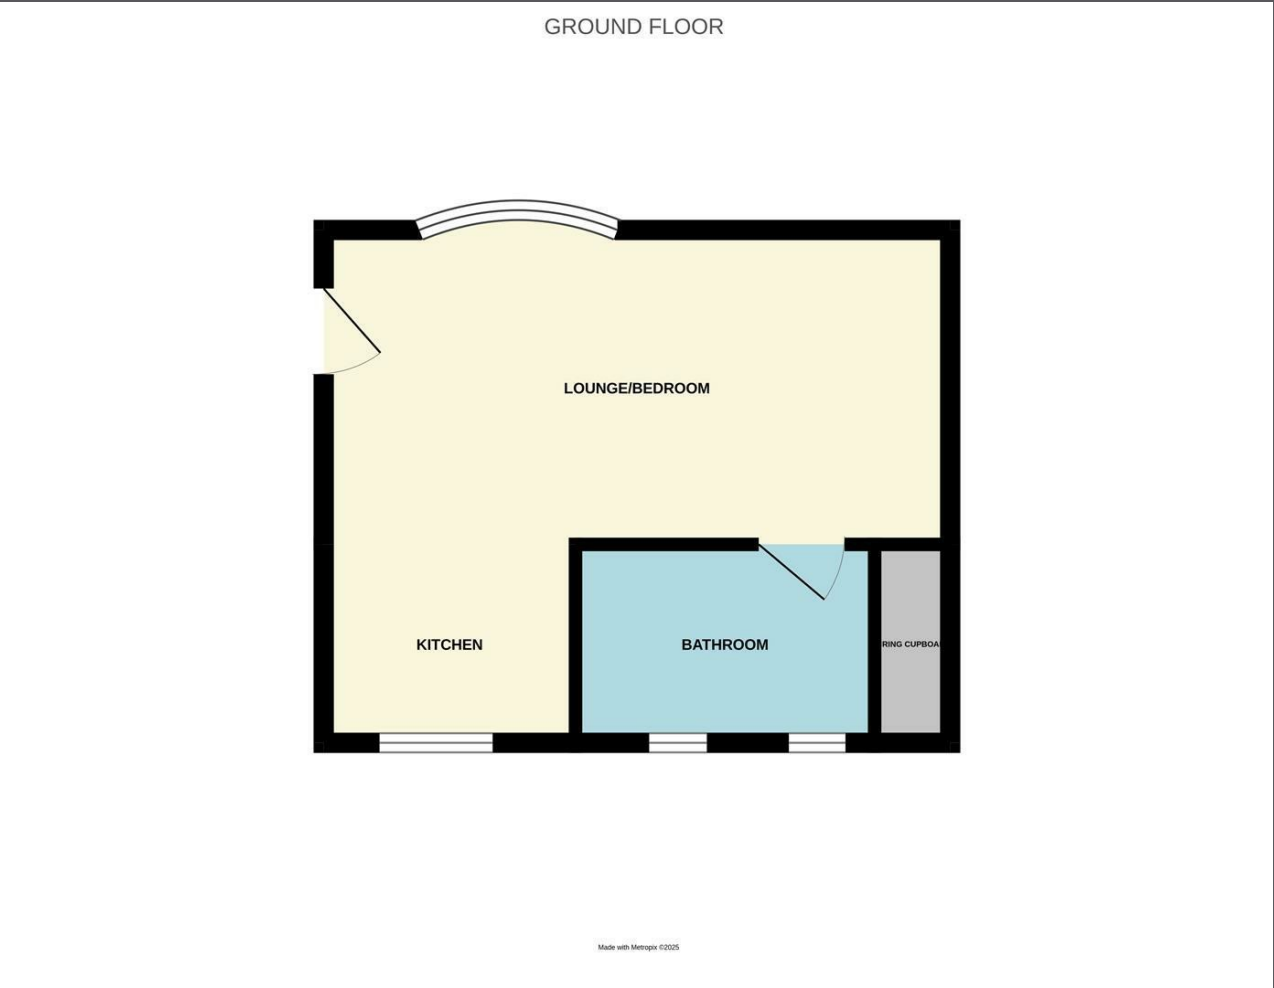 GROUND FLOOR
LOUNGE/BEDROOM
KITCHEN
BATHROOM
RING CUPBOA
Made with Metropix ©2025